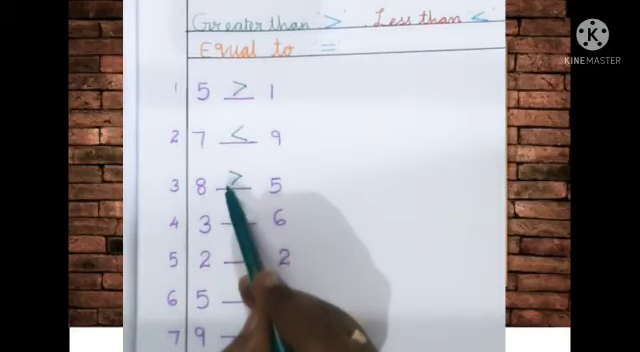 Greater than > , Less than <
Equal to =
1 5 > 1
2 7 < 9
3 8 > 5
4 3 _ 6
5 2 _ 2
6 5 _
7 9 _
K
KINEMASTER